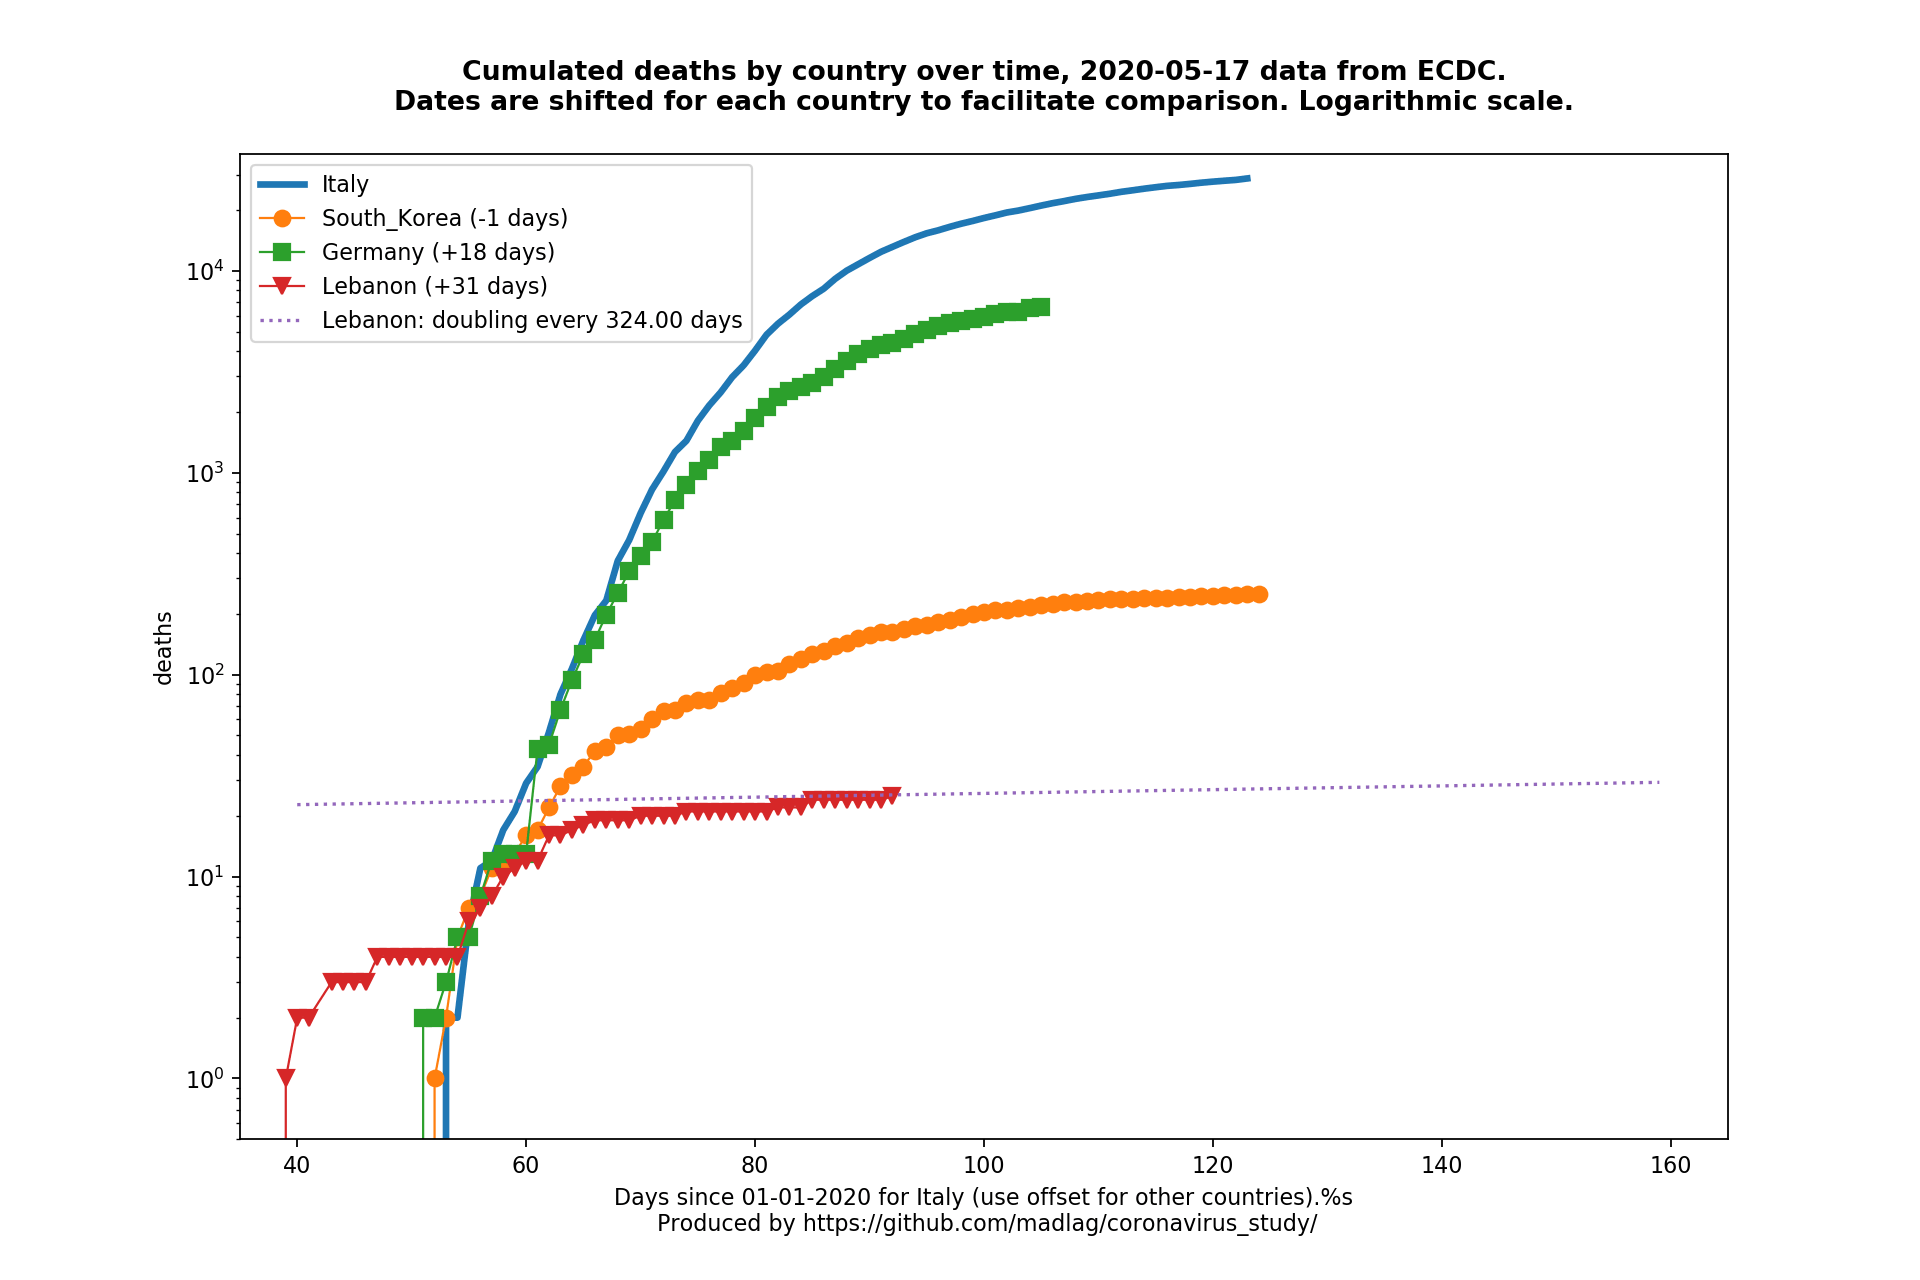 Cumulated deaths by country over time, 2020-05-17 data from ECDC.
Dates are shifted for each country to facilitate comparison. Logarithmic scale.
Italy
South_Korea (-1 days)
Germany (+18 days)
Lebanon (+31 days)
Lebanon: doubling every 324.00 days
deaths
10⁴
10³
10²
10¹
10⁰
40 60 80 100 120 140 160
Days since 01-01-2020 for Italy (use offset for other countries).%s
Produced by https://github.com/madlag/coronavirus_study/